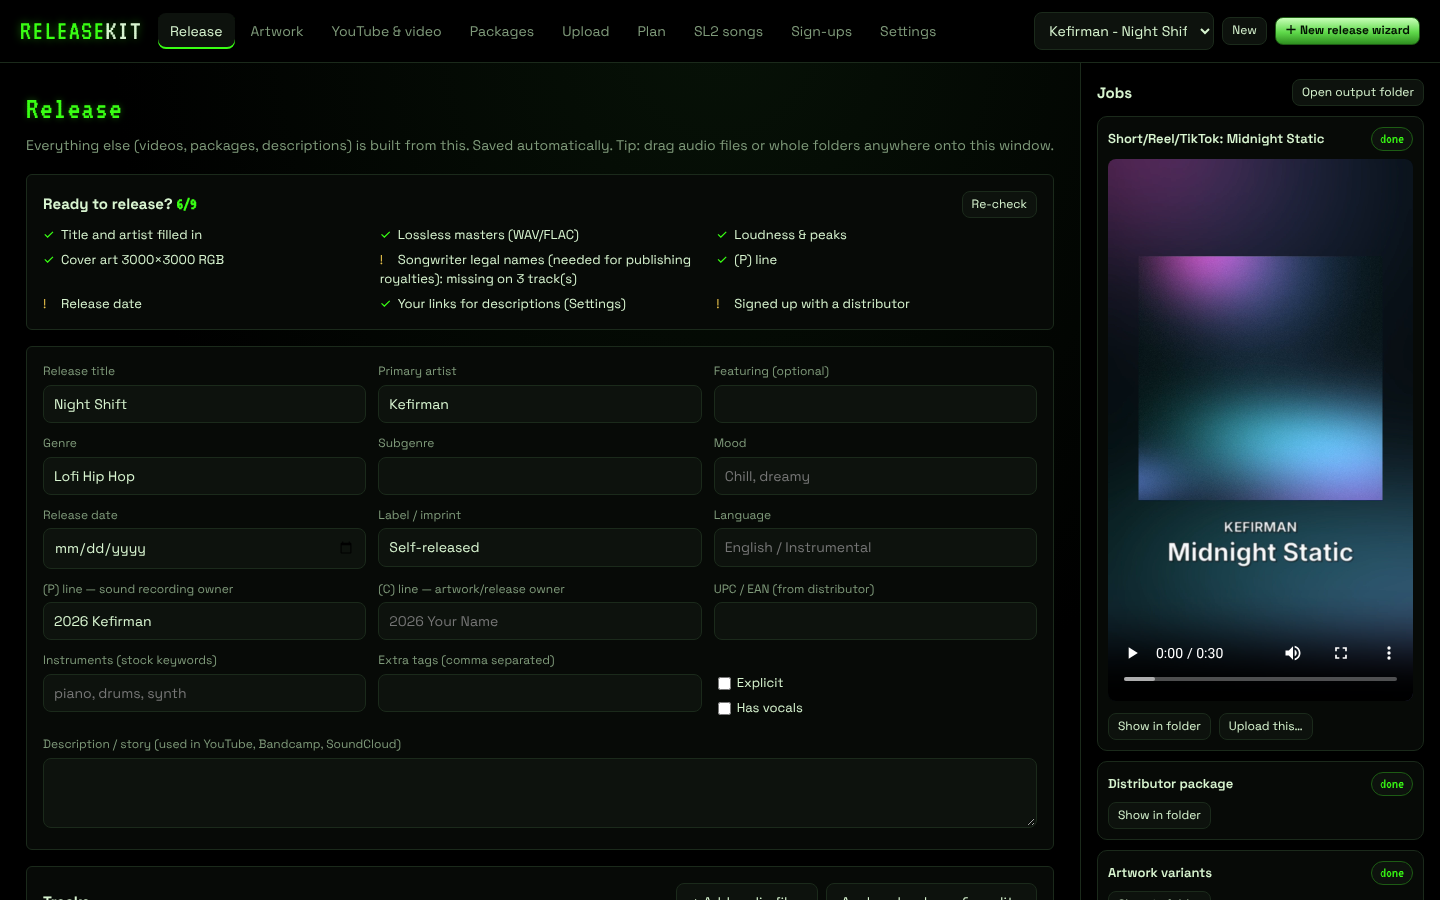 RELEASEKIT
Release
Artwork
YouTube & video
Packages
Upload
Plan
SL2 songs
Sign-ups
Settings
Kefirman - Night Shif
New
+ New release wizard
Release
Everything else (videos, packages, descriptions) is built from this. Saved automatically. Tip: drag audio files or whole folders anywhere onto this window.
Ready to release? 6/9
Re-check
✓ Title and artist filled in
✓ Lossless masters (WAV/FLAC)
✓ Loudness & peaks
✓ Cover art 3000×3000 RGB
! Songwriter legal names (needed for publishing
royalties): missing on 3 track(s)
✓ (P) line
! Release date
✓ Your links for descriptions (Settings)
! Signed up with a distributor
Release title
Primary artist
Featuring (optional)
Night Shift
Kefirman
Genre
Subgenre
Mood
Lofi Hip Hop
Chill, dreamy
Release date
Label / imprint
Language
mm/dd/yyyy
Self-released
English / Instrumental
(P) line — sound recording owner
(C) line — artwork/release owner
UPC / EAN (from distributor)
2026 Kefirman
2026 Your Name
Instruments (stock keywords)
Extra tags (comma separated)
piano, drums, synth
Explicit
Has vocals
Description / story (used in YouTube, Bandcamp, SoundCloud)
Jobs
Open output folder
Short/Reel/TikTok: Midnight Static
done
KEFIRMAN
Midnight Static
0:00 / 0:30
Show in folder
Upload this...
Distributor package
done
Show in folder
Artwork variants
done